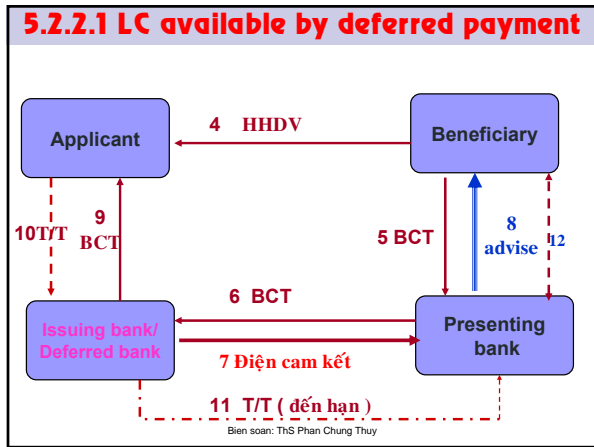 5.2.2.1 LC available by deferred payment
4 HHDV
Applicant
Beneficiary
10T/T
9
BCT
5 BCT
8
advise
12
6 BCT
Issuing bank/
Deferred bank
Presenting
bank
7 Điện cam kết
11 T/T ( đến hạn )
Bien soan: ThS Phan Chung Thuy